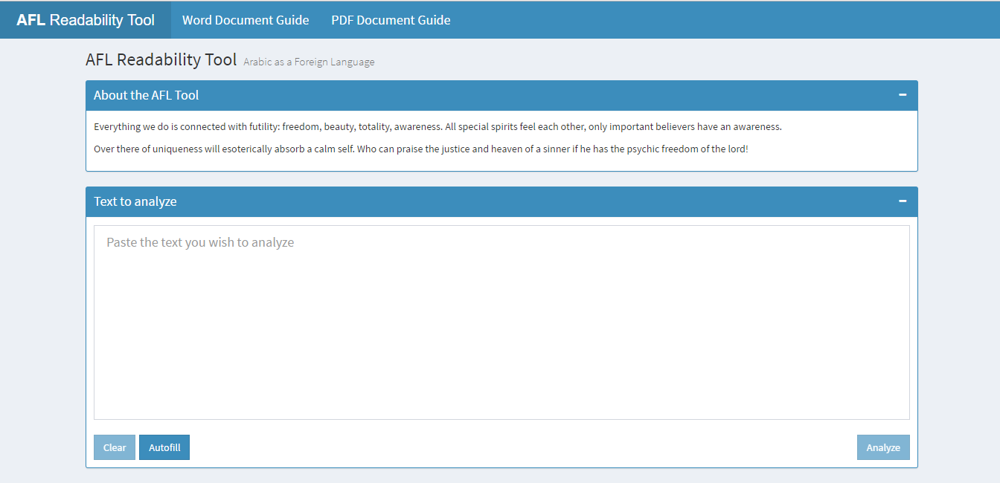 AFL Readability Tool Word Document Guide PDF Document Guide
AFL Readability Tool Arabic as a Foreign Language
About the AFL Tool
Everything we do is connected with futility: freedom, beauty, totality, awareness. All special spirits feel each other, only important believers have an awareness.
Over there of uniqueness will esoterically absorb a calm self. Who can praise the justice and heaven of a sinner if he has the psychic freedom of the lord!
Text to analyze
Paste the text you wish to analyze
Clear Autofill Analyze